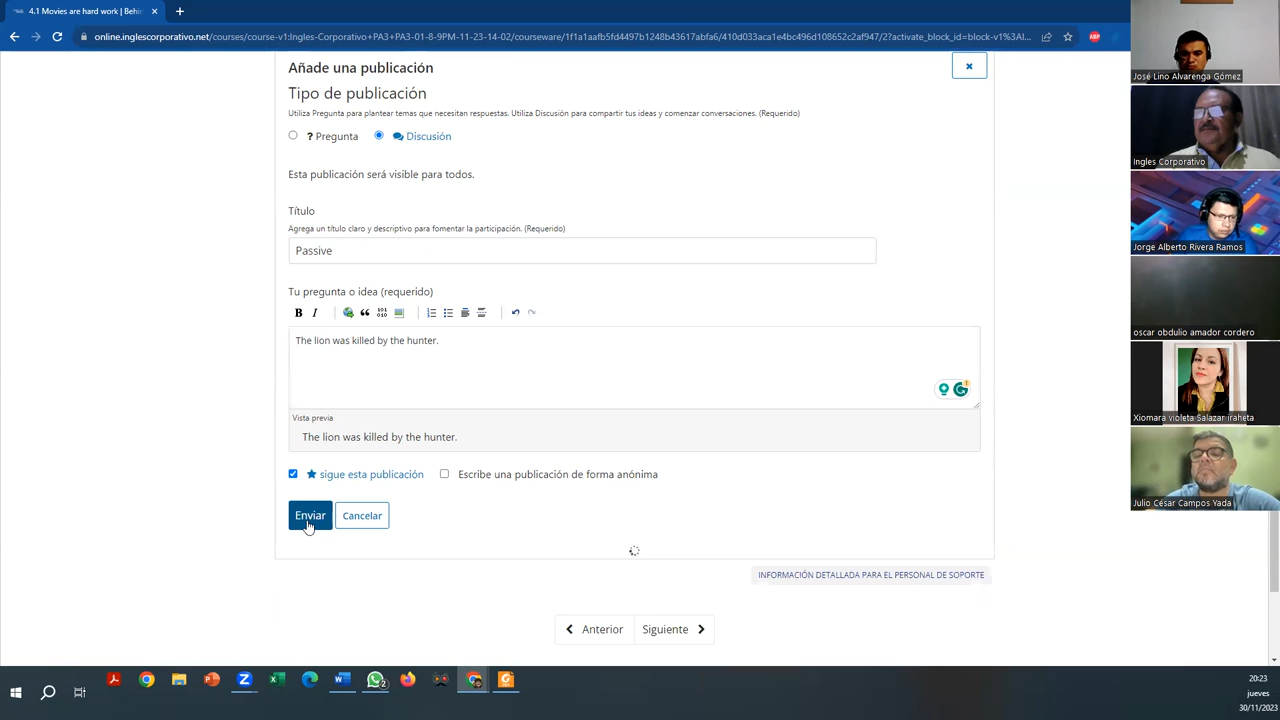 4.1 Movies are hard work | Behi
online.inglescorporativo.net/courses/course-v1:Ingles-Corporativo+PA3+PA3-01-8-9PM-11-23-14-02/courseware/1f1a1aafb5fd4497b1248b43617abfa6/410d033aca1e4bc496d108652c2af947/2?activate_block_id=block-v1%3AI...
Añade una publicación
Tipo de publicación
Utiliza Pregunta para plantear temas que necesitan respuestas. Utiliza Discusión para compartir tus ideas y comenzar conversaciones. (Requerido)
? Pregunta Discusión
Esta publicación será visible para todos.
Título
Agrega un título claro y descriptivo para fomentar la participación. (Requerido)
Passive
Tu pregunta o idea (requerido)
B I
The lion was killed by the hunter.
Vista previa
The lion was killed by the hunter.
sigue esta publicación Escribe una publicación de forma anónima
Enviar Cancelar
INFORMACIÓN DETALLADA PARA EL PERSONAL DE SOPORTE
Anterior Siguiente
José Lino Alvarenga Gómez
Ingles Corporativo
Jorge Alberto Rivera Ramos
oscar obdulio amador cordero
Xiomara violeta Salazar iraheta
Julio César Campos Yada
20:23
jueves
30/11/2023